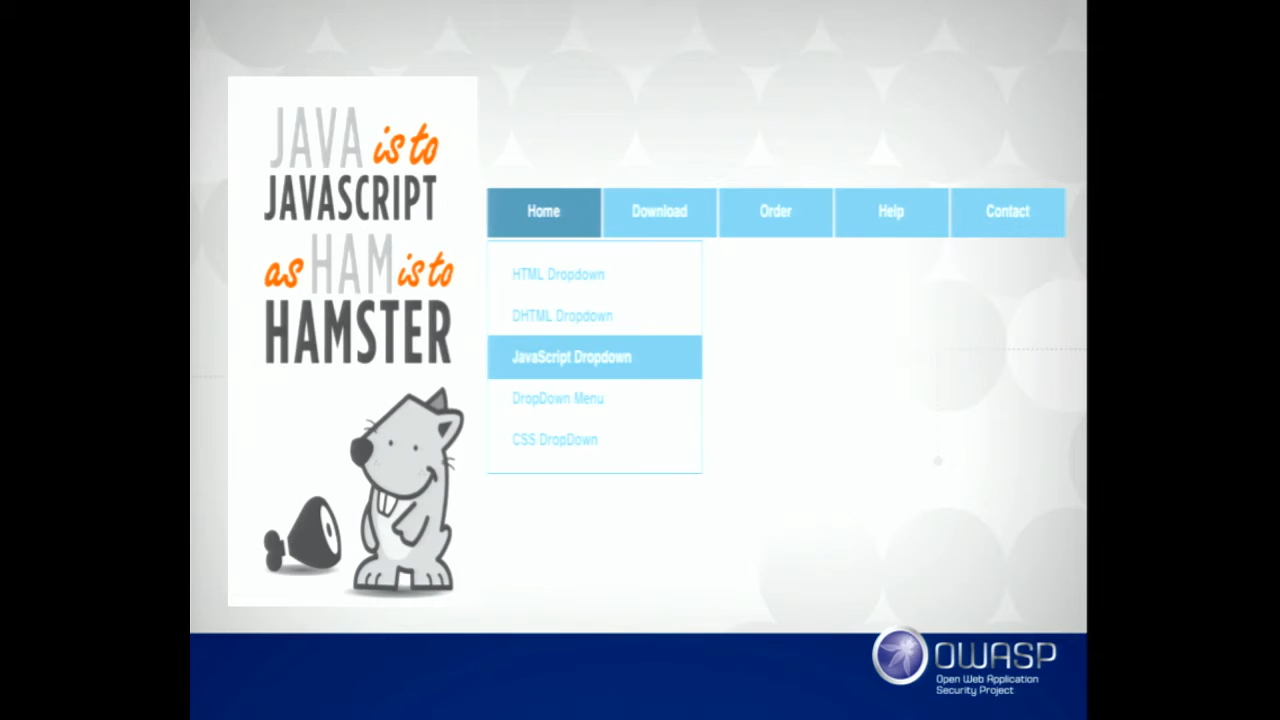 JAVA is to
JAVASCRIPT
as HAM is to
HAMSTER
Home Download Order Help Contact
HTML Dropdown
DHTML Dropdown
JavaScript Dropdown
DropDown Menu
CSS DropDown
OWASP
Open Web Application
Security Project